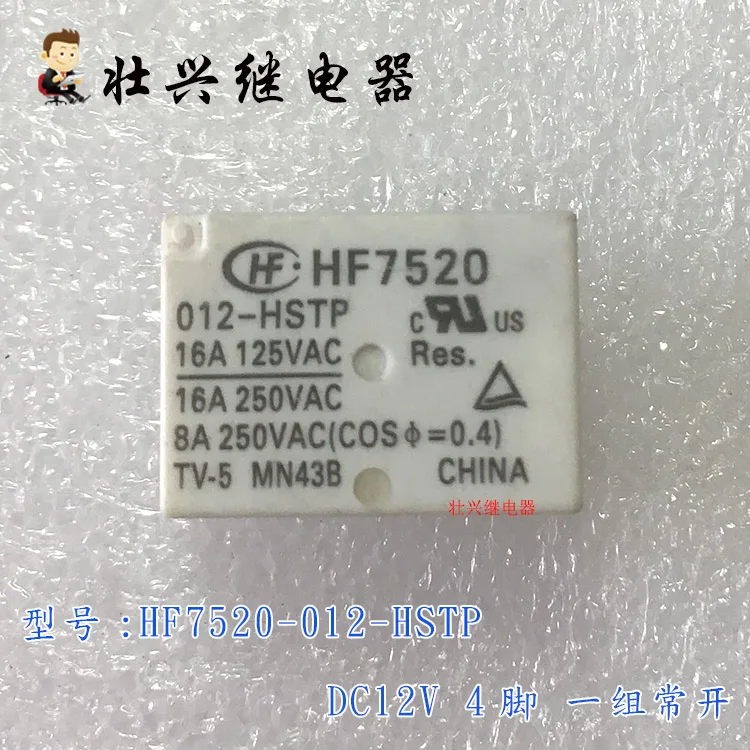 壮兴继电器
HF HF7520
012-HSTP
c RU US
16A 125VAC Res.
16A 250VAC
8A 250VAC(COSϕ=0.4)
TV-5 MN43B CHINA
壮兴继电器
型号:HF7520-012-HSTP
DC12V 4脚 一组常开